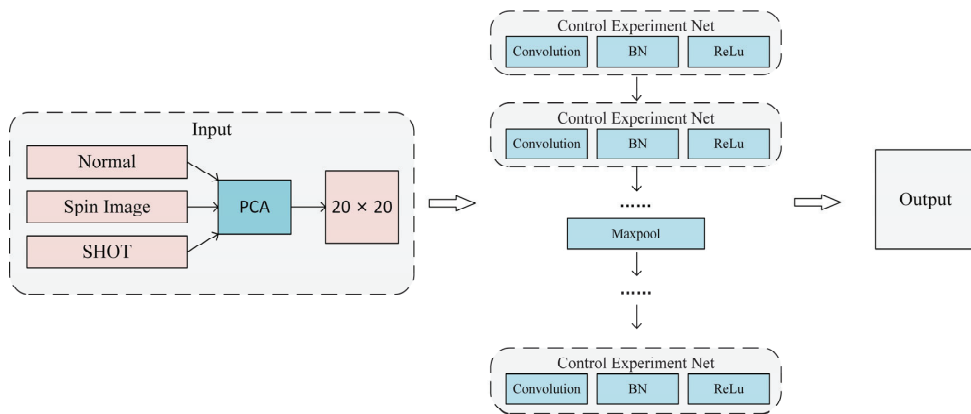 Input
Normal
Spin Image
SHOT
PCA
20 × 20
Control Experiment Net
Convolution BN ReLu
Control Experiment Net
Convolution BN ReLu
......
Maxpool
......
Control Experiment Net
Convolution BN ReLu
Output